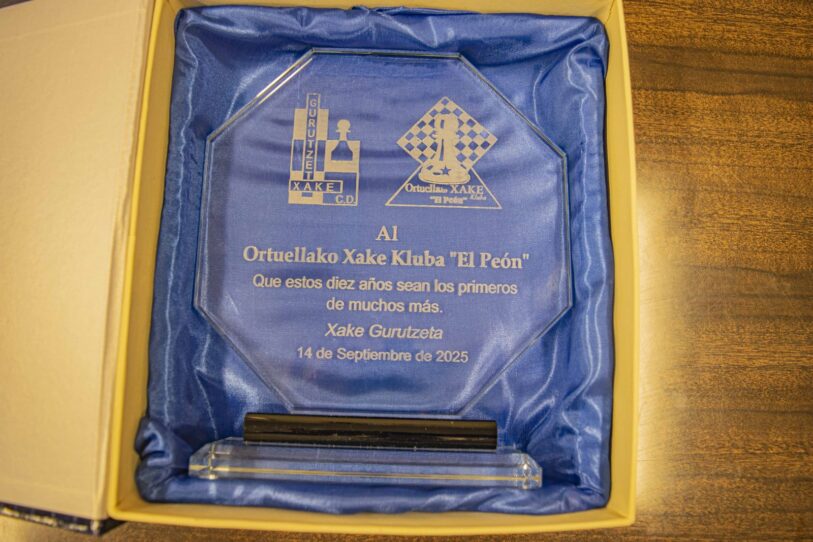 GURUTZETA
XAKE
C.D.
Ortuellako XAKE
"El Peón" Kluba
Al
Ortuellako Xake Kluba "El Peón"
Que estos diez años sean los primeros
de muchos más.
Xake Gurutzeta
14 de Septiembre de 2025